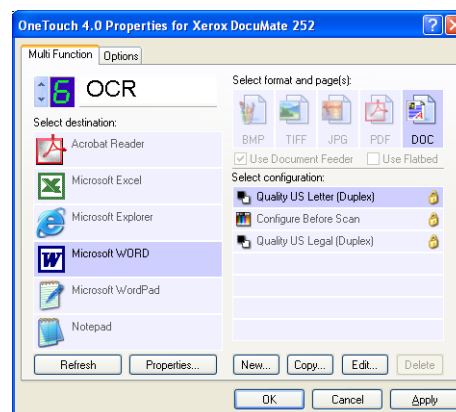 OneTouch 4.0 Properties for Xerox DocuMate 252
Multi Function Options
6 OCR
Select destination:
Acrobat Reader
Microsoft Excel
Microsoft Explorer
Microsoft WORD
Microsoft WordPad
Notepad
Refresh Properties...
Select format and page(s):
BMP TIFF JPG PDF DOC
Use Document Feeder Use Flatbed
Select configuration:
Quality US Letter (Duplex)
Configure Before Scan
Quality US Legal (Duplex)
New... Copy... Edit... Delete
OK Cancel Apply